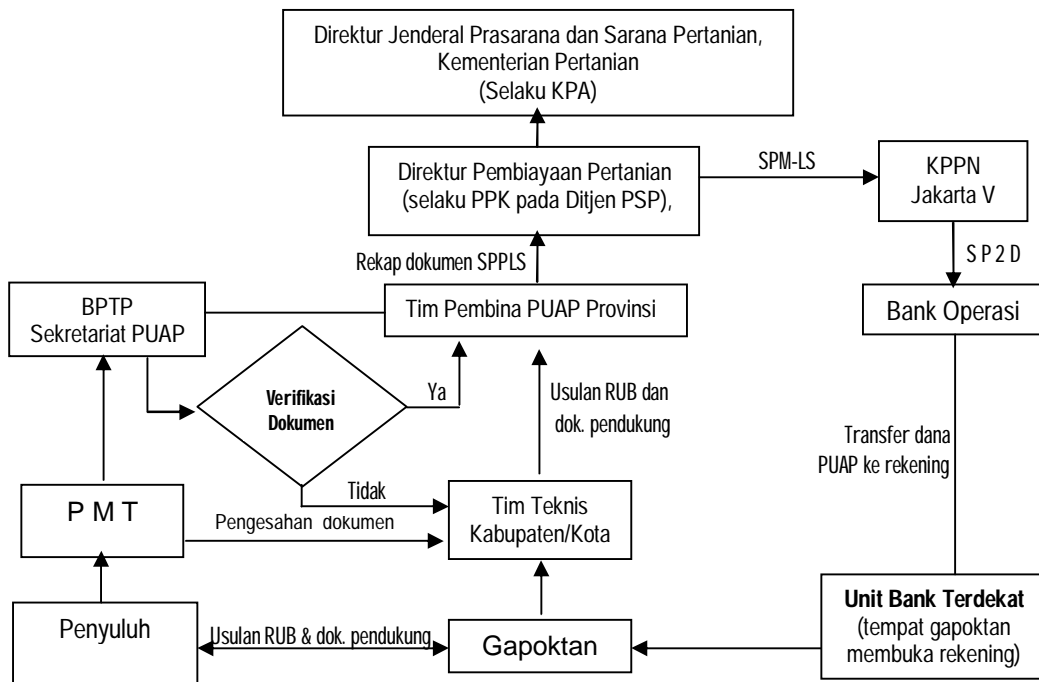 Direktur Jenderal Prasarana dan Sarana Pertanian,
Kementerian Pertanian
(Selaku KPA)
Direktur Pembiayaan Pertanian
(selaku PPK pada Ditjen PSP),
SPM-LS
KPPN
Jakarta V
Rekap dokumen SPPLS
S P 2 D
BPTP
Sekretariat PUAP
Tim Pembina PUAP Provinsi
Bank Operasi
Verifikasi
Dokumen
Ya
Usulan RUB dan
dok. pendukung
Transfer dana
PUAP ke rekening
Tidak
P M T
Pengesahan dokumen
Tim Teknis
Kabupaten/Kota
Penyuluh
Usulan RUB & dok. pendukung
Gapoktan
Unit Bank Terdekat
(tempat gapoktan
membuka rekening)